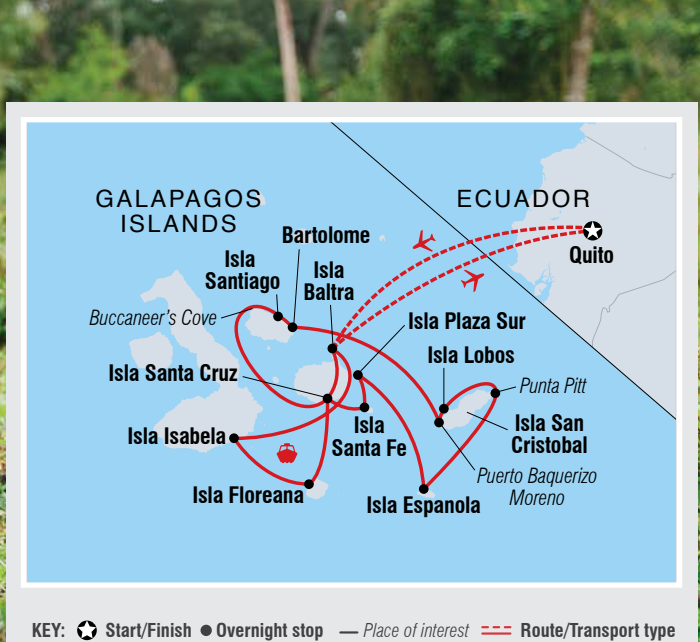 GALAPAGOS
ISLANDS
ECUADOR
Bartolome
Isla
Santiago
Isla
Baltra
Quito
Buccaneer's Cove
Isla Plaza Sur
Isla Lobos
Isla Santa Cruz
Punta Pitt
Isla
Santa Fe
Isla San
Cristobal
Isla Isabela
Puerto Baquerizo
Moreno
Isla Floreana
Isla Espanola
KEY: Start/Finish Overnight stop Place of interest Route/Transport type